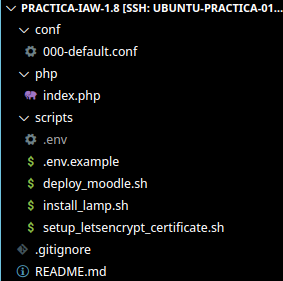 PRACTICA-IAW-1.8 [SSH: UBUNTU-PRACTICA-01...
conf
000-default.conf
php
index.php
scripts
.env
$ .env.example
$ deploy_moodle.sh
$ install_lamp.sh
$ setup_letsencrypt_certificate.sh
.gitignore
README.md